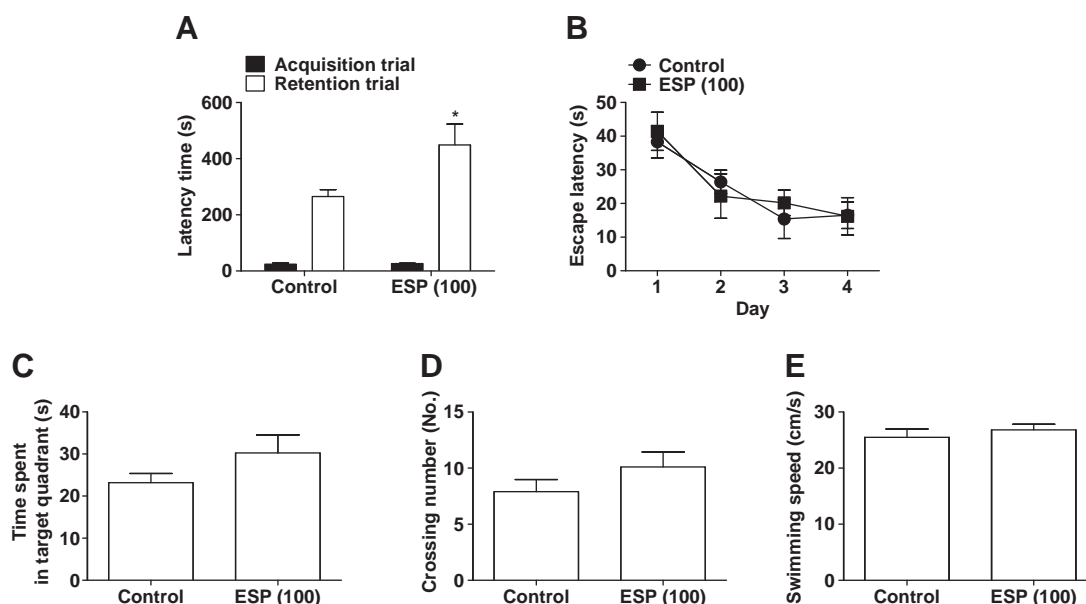 A
Acquisition trial
Retention trial
Latency time (s)
600
400
200
0
*
Control
ESP (100)
B
Control
ESP (100)
Escape latency (s)
50
40
30
20
10
0
1
2
3
4
Day
C
Time spent
in target quadrant (s)
40
30
20
10
0
Control
ESP (100)
D
Crossing number (No.)
15
10
5
0
Control
ESP (100)
E
Swimming speed (cm/s)
30
20
10
0
Control
ESP (100)